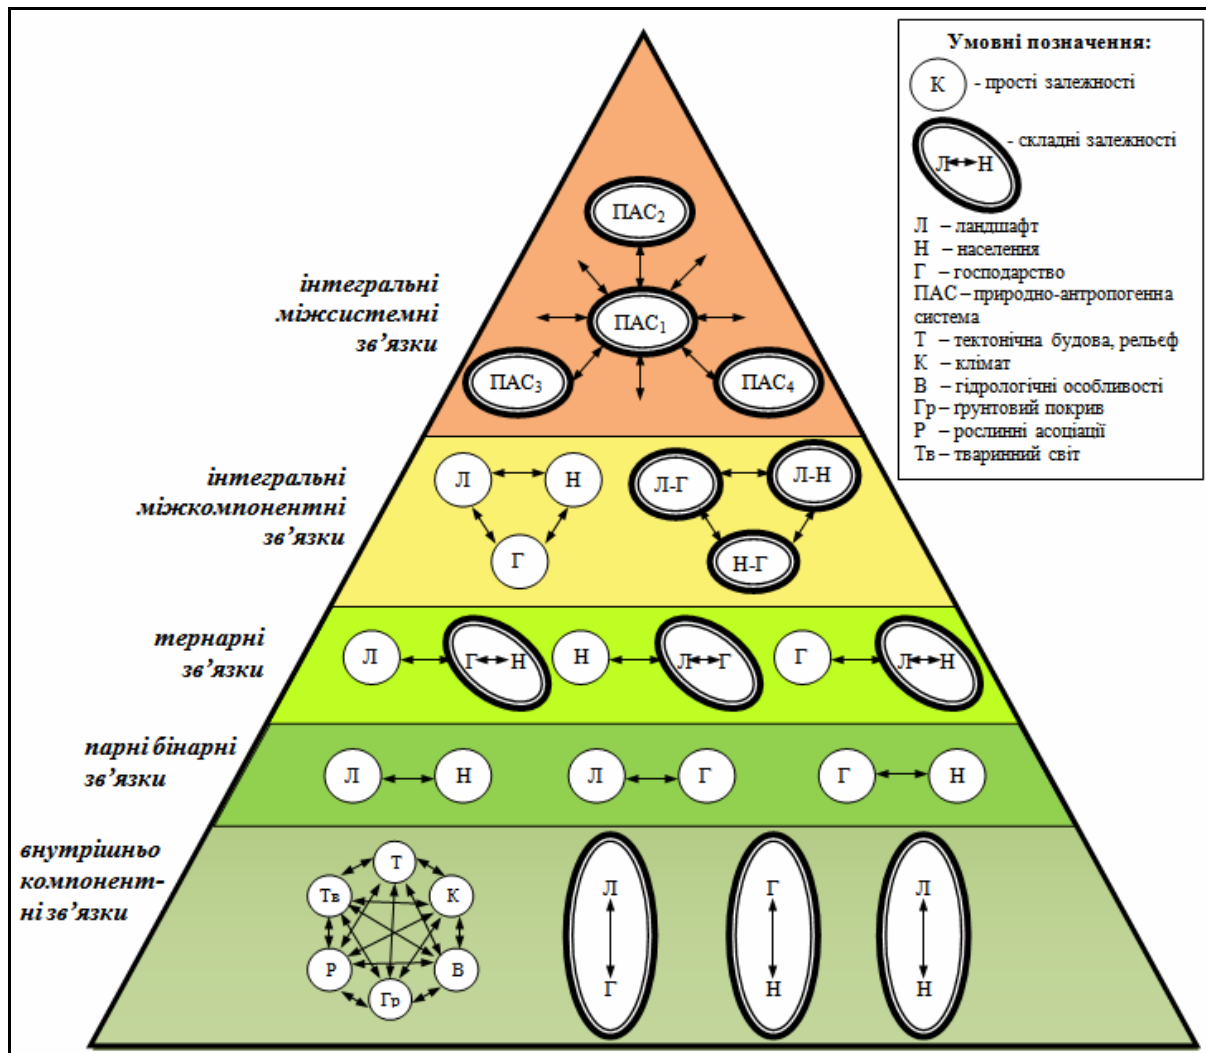 Умовні позначення:
К
- прості залежності
- складні залежності
Л Н
Л – ландшафт
Н – населення
Г – господарство
ПАС – природно-антропогенна
система
Т – тектонічна будова, рельєф
К – клімат
В – гідрологічні особливості
Гр – ґрунтовий покрив
Р – рослинні асоціації
Тв – тваринний світ
інтегральні
міжсистемні
зв’язки
ПАС2
ПАС1
ПАС3
ПАС4
інтегральні
міжкомпонентні
зв’язки
Л Н
Г
Л-Г Л-Н
Н-Г
тернарні
зв’язки
Л Г Н Н Л Г Г Л Н
парні бінарні
зв’язки
Л Н Л Г Г Н
внутрішньо
компонент-
ні зв’язки
Т
Тв К
Р В
Гр
Л Г Л
Г Н Н